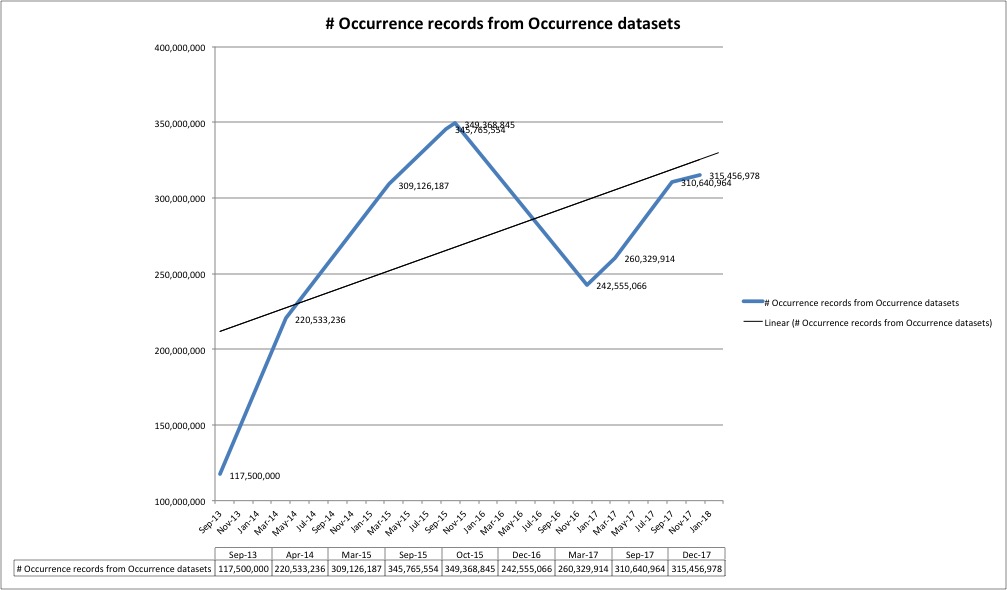 # Occurrence records from Occurrence datasets
400,000,000
350,000,000
300,000,000
250,000,000
200,000,000
150,000,000
100,000,000
349,368,845
345,765,554
309,126,187
315,456,978
310,640,964
260,329,914
242,555,066
220,533,236
117,500,000
# Occurrence records from Occurrence datasets
Linear (# Occurrence records from Occurrence datasets)
Sep-13 Nov-13 Jan-14 Mar-14 May-14 Jul-14 Sep-14 Nov-14 Jan-15 Mar-15 May-15 Jul-15 Sep-15 Nov-15 Jan-16 Mar-16 May-16 Jul-16 Sep-16 Nov-16 Jan-17 Mar-17 May-17 Jul-17 Sep-17 Nov-17 Jan-18
Sep-13 Apr-14 Mar-15 Sep-15 Oct-15 Dec-16 Mar-17 Sep-17 Dec-17
# Occurrence records from Occurrence datasets 117,500,000 220,533,236 309,126,187 345,765,554 349,368,845 242,555,066 260,329,914 310,640,964 315,456,978